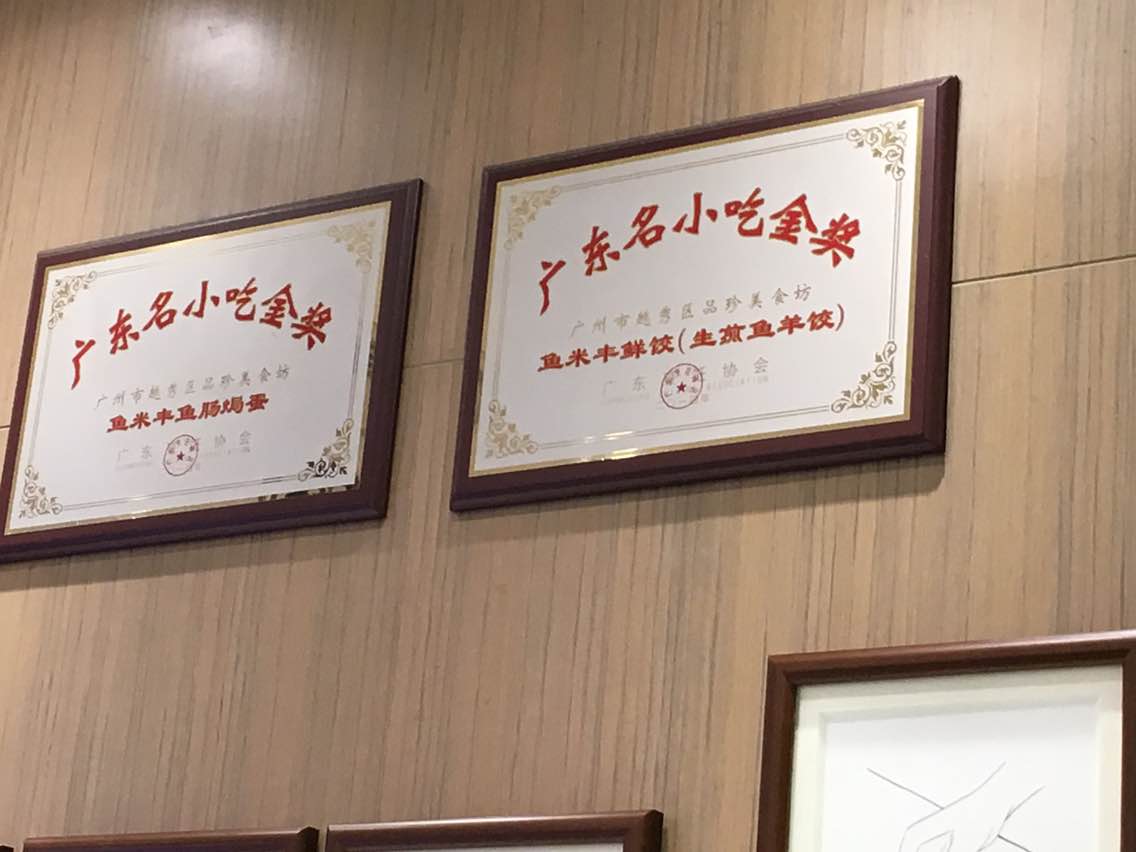 广东名小吃金奖
广州市越秀区品珍美食坊
鱼米丰鱼肠焗蛋
广东 协会
广东名小吃金奖
广州市越秀区品珍美食坊
鱼米丰鲜饺(生煎鱼羊饺)
广东 协会
ASSOCIATION